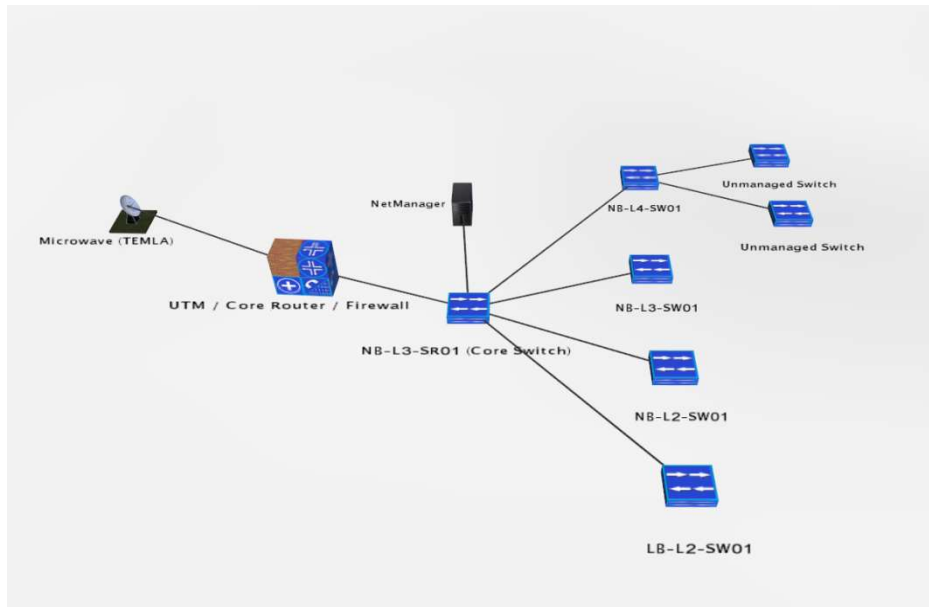 NetManager
Microwave (TEMLA)
UTM / Core Router / Firewall
NB-L3-SR01 (Core Switch)
NB-L4-SW01
Unmanaged Switch
Unmanaged Switch
NB-L3-SW01
NB-L2-SW01
LB-L2-SW01